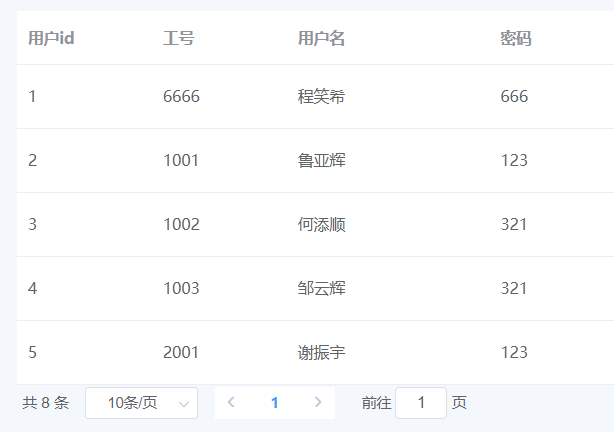 用户id 工号 用户名 密码
1 6666 程笑希 666
2 1001 鲁亚辉 123
3 1002 何添顺 321
4 1003 邹云辉 321
5 2001 谢振宇 123
共 8 条 10条/页 1 前往 1 页